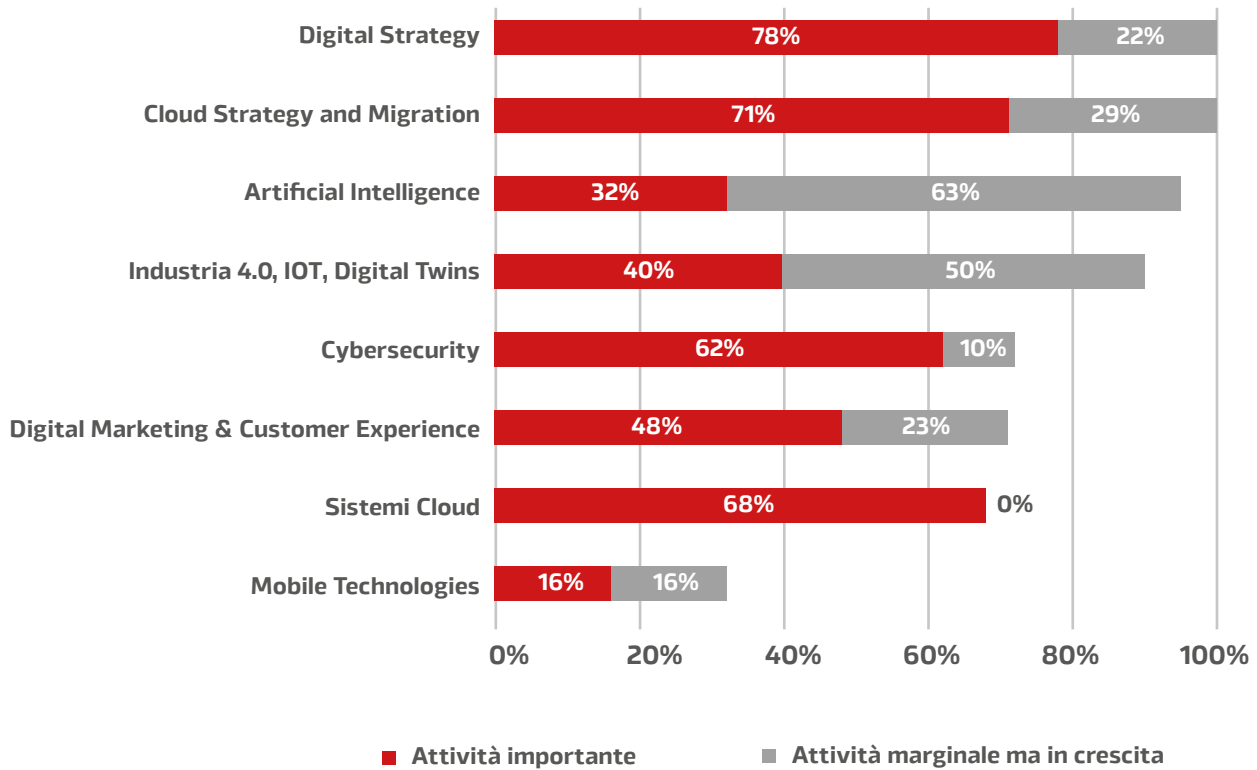 Digital Strategy 78% 22%
Cloud Strategy and Migration 71% 29%
Artificial Intelligence 32% 63%
Industria 4.0, IOT, Digital Twins 40% 50%
Cybersecurity 62% 10%
Digital Marketing & Customer Experience 48% 23%
Sistemi Cloud 68% 0%
Mobile Technologies 16% 16%
0% 20% 40% 60% 80% 100%
Attività importante Attività marginale ma in crescita